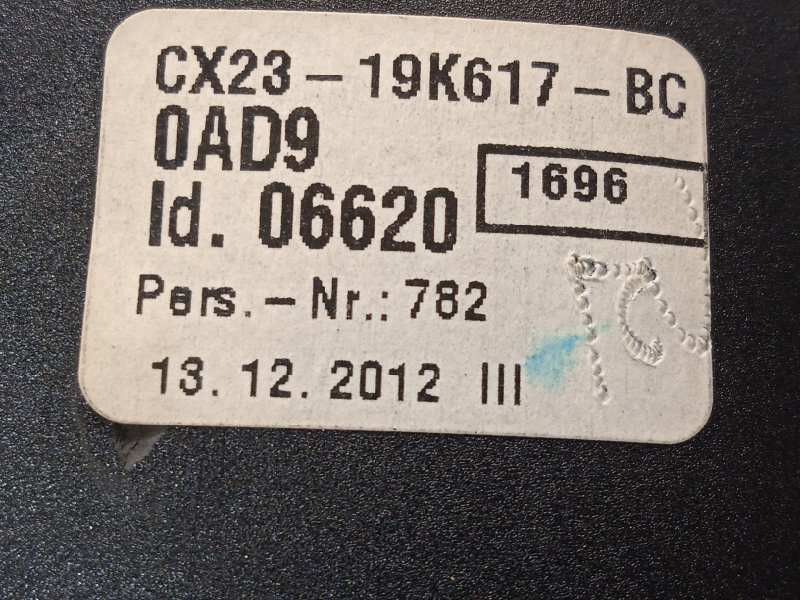 CX23-19K617-BC
0AD9
1696
Id. 06620
Pers.-Nr.: 782
13.12.2012 III